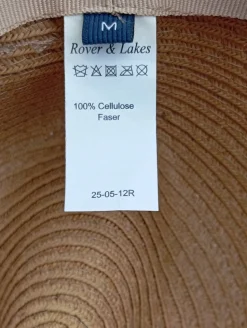 M
Rover & Lakes
100% Cellulose
Faser
25-05-12R